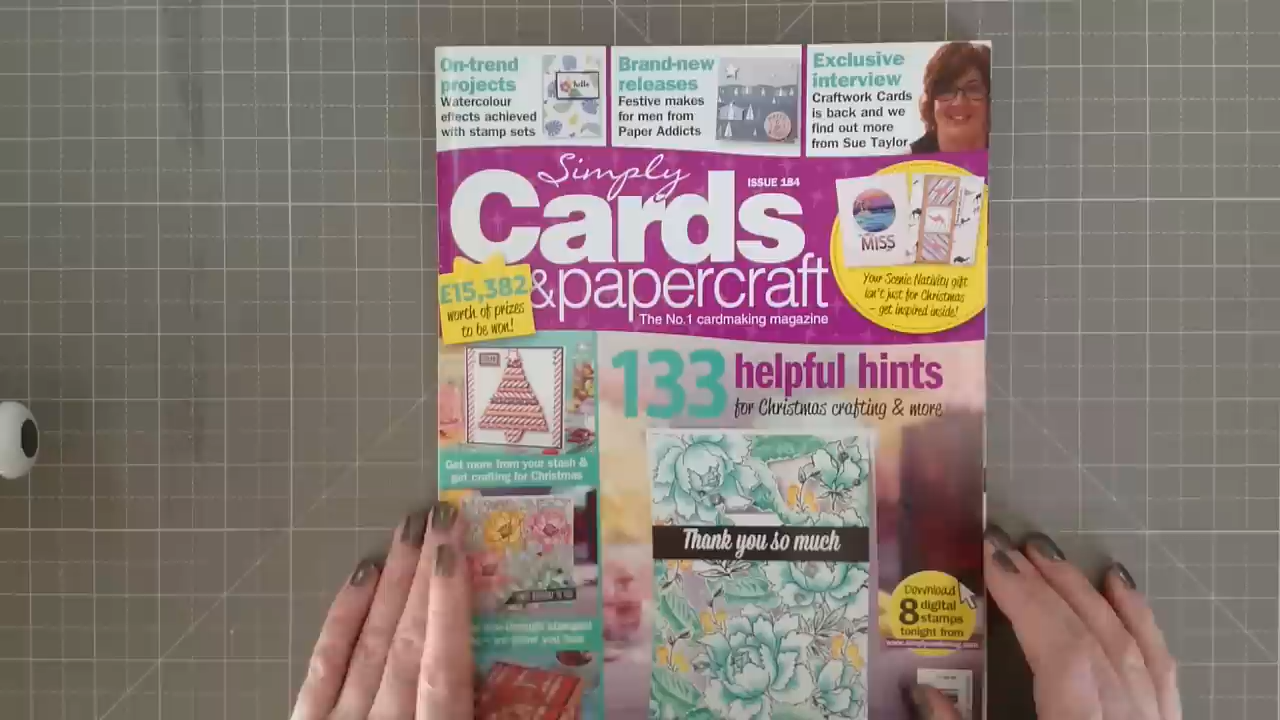 On-trend
projects
Watercolour
effects achieved
with stamp sets
hello
Brand-new
releases
Festive makes
for men from
Paper Addicts
Exclusive
interview
Craftwork Cards
is back and we
find out more
from Sue Taylor
Simply
ISSUE 184
Cards
&papercraft
The No.1 cardmaking magazine
MISS
Your Scenic Nativity gift
isn't just for Christmas
– get inspired inside!
£15,382
worth of prizes
to be won!
133 helpful hints
for Christmas crafting & more
Get more from your stash &
get crafting for Christmas
Thank you so much
Download
8 digital
stamps
tonight from